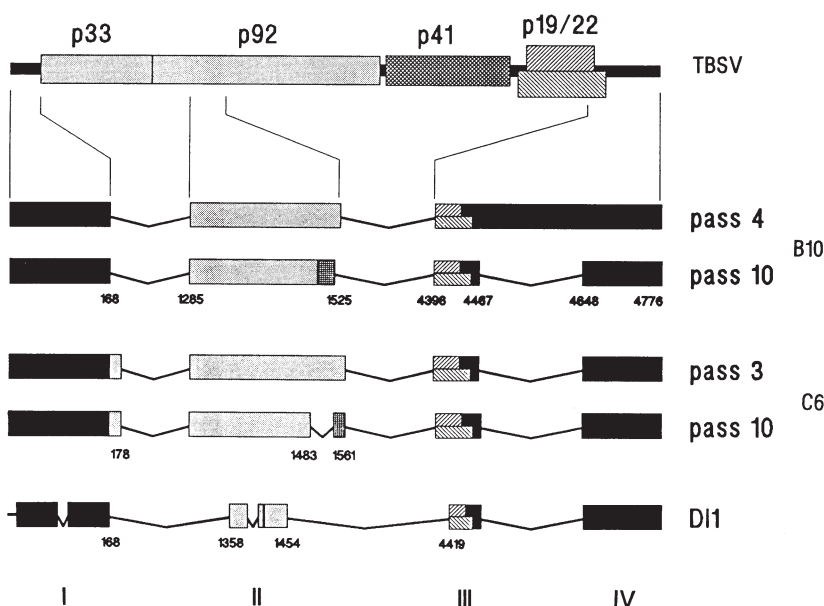 p33 p92 p41 p19/22
TBSV
pass 4
B10
pass 10
168 1285 1525 4396 4467 4648 4776
pass 3
C6
pass 10
178 1483 1561
DI1
168 1358 1454 4419
I II III IV